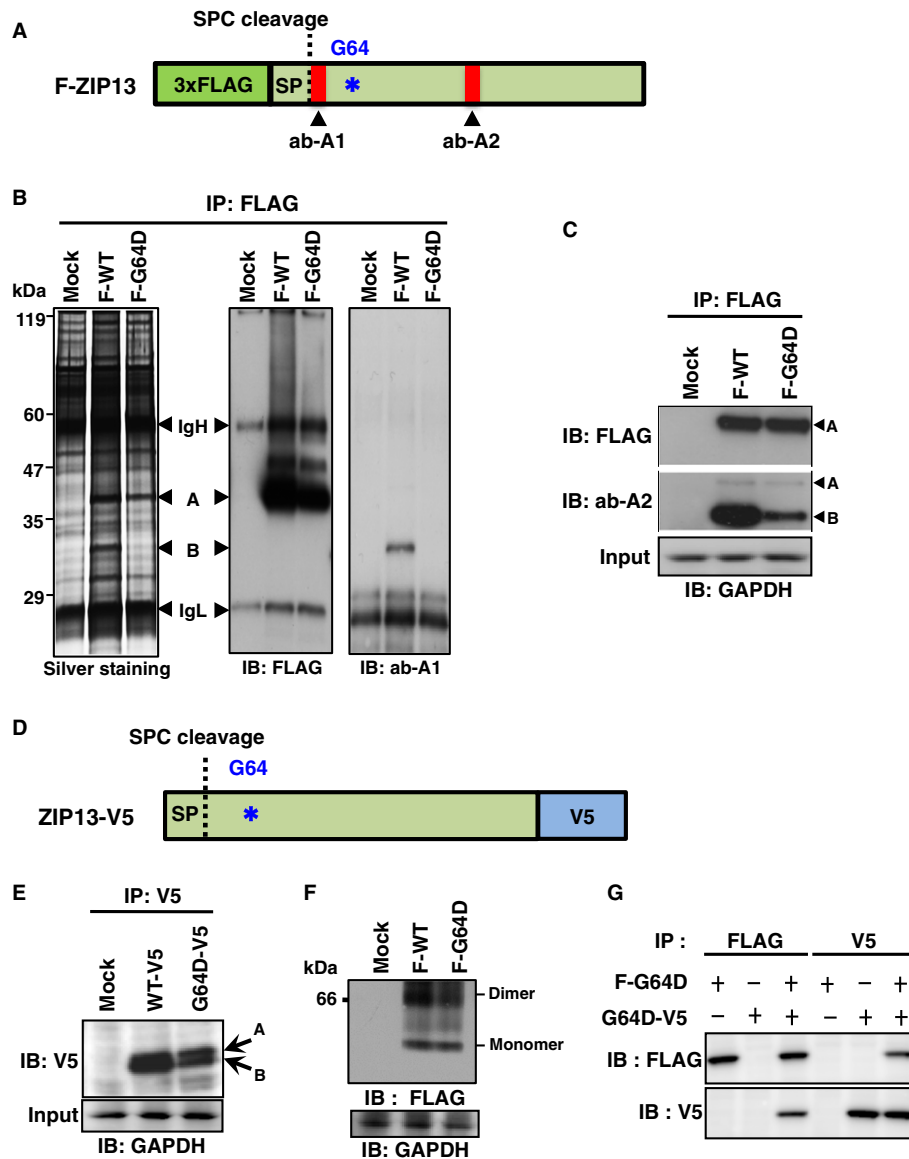 A
SPC cleavage
G64
F-ZIP13
3xFLAG
SP
*
ab-A1
ab-A2
B
IP: FLAG
kDa
Mock
F-WT
F-G64D
Mock
F-WT
F-G64D
Mock
F-WT
F-G64D
119
60
47
35
29
IgH
A
B
IgL
Silver staining
IB: FLAG
IB: ab-A1
C
IP: FLAG
Mock
F-WT
F-G64D
IB: FLAG
A
IB: ab-A2
A
B
Input
IB: GAPDH
D
SPC cleavage
G64
ZIP13-V5
SP
*
V5
E
IP: V5
Mock
WT-V5
G64D-V5
IB: V5
A
B
Input
IB: GAPDH
F
Mock
F-WT
F-G64D
kDa
66
Dimer
Monomer
IB : FLAG
IB: GAPDH
G
IP : FLAG V5
F-G64D + − + + − +
G64D-V5 − + + − + +
IB : FLAG
IB : V5